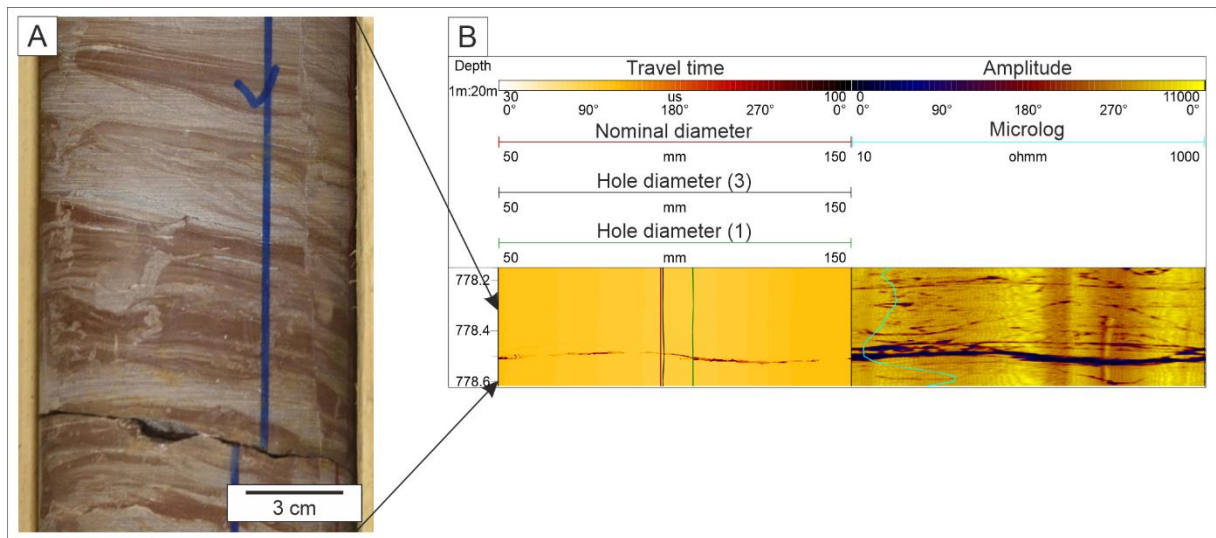 A
3 cm
B
Depth
1m:20m
Travel time
Amplitude
30 us 100
0° 90° 180° 270° 0°
0 11000
0° 90° 180° 270° 0°
Nominal diameter
50 mm 150
Microlog
10 ohmm 1000
Hole diameter (3)
50 mm 150
Hole diameter (1)
50 mm 150
778.2
778.4
778.6